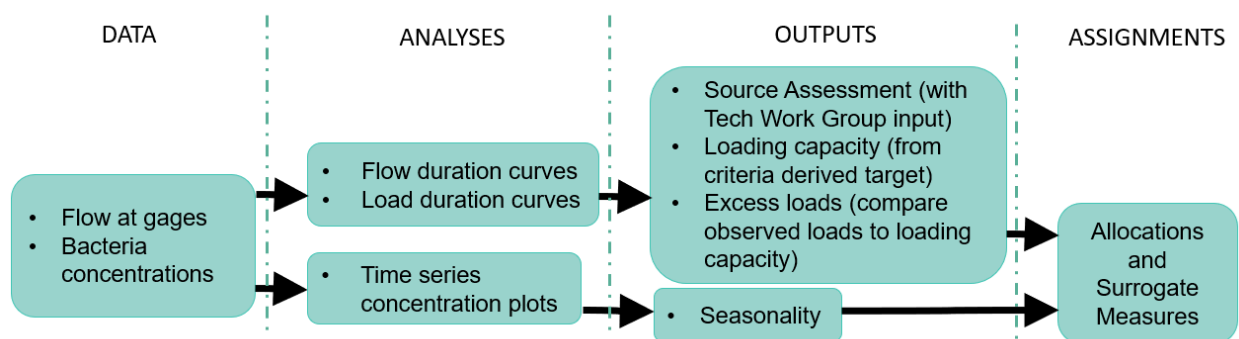 DATA
ANALYSES
OUTPUTS
ASSIGNMENTS
• Flow at gages
• Bacteria
concentrations
• Flow duration curves
• Load duration curves
• Time series
concentration plots
• Source Assessment (with
Tech Work Group input)
• Loading capacity (from
criteria derived target)
• Excess loads (compare
observed loads to loading
capacity)
• Seasonality
Allocations
and
Surrogate
Measures